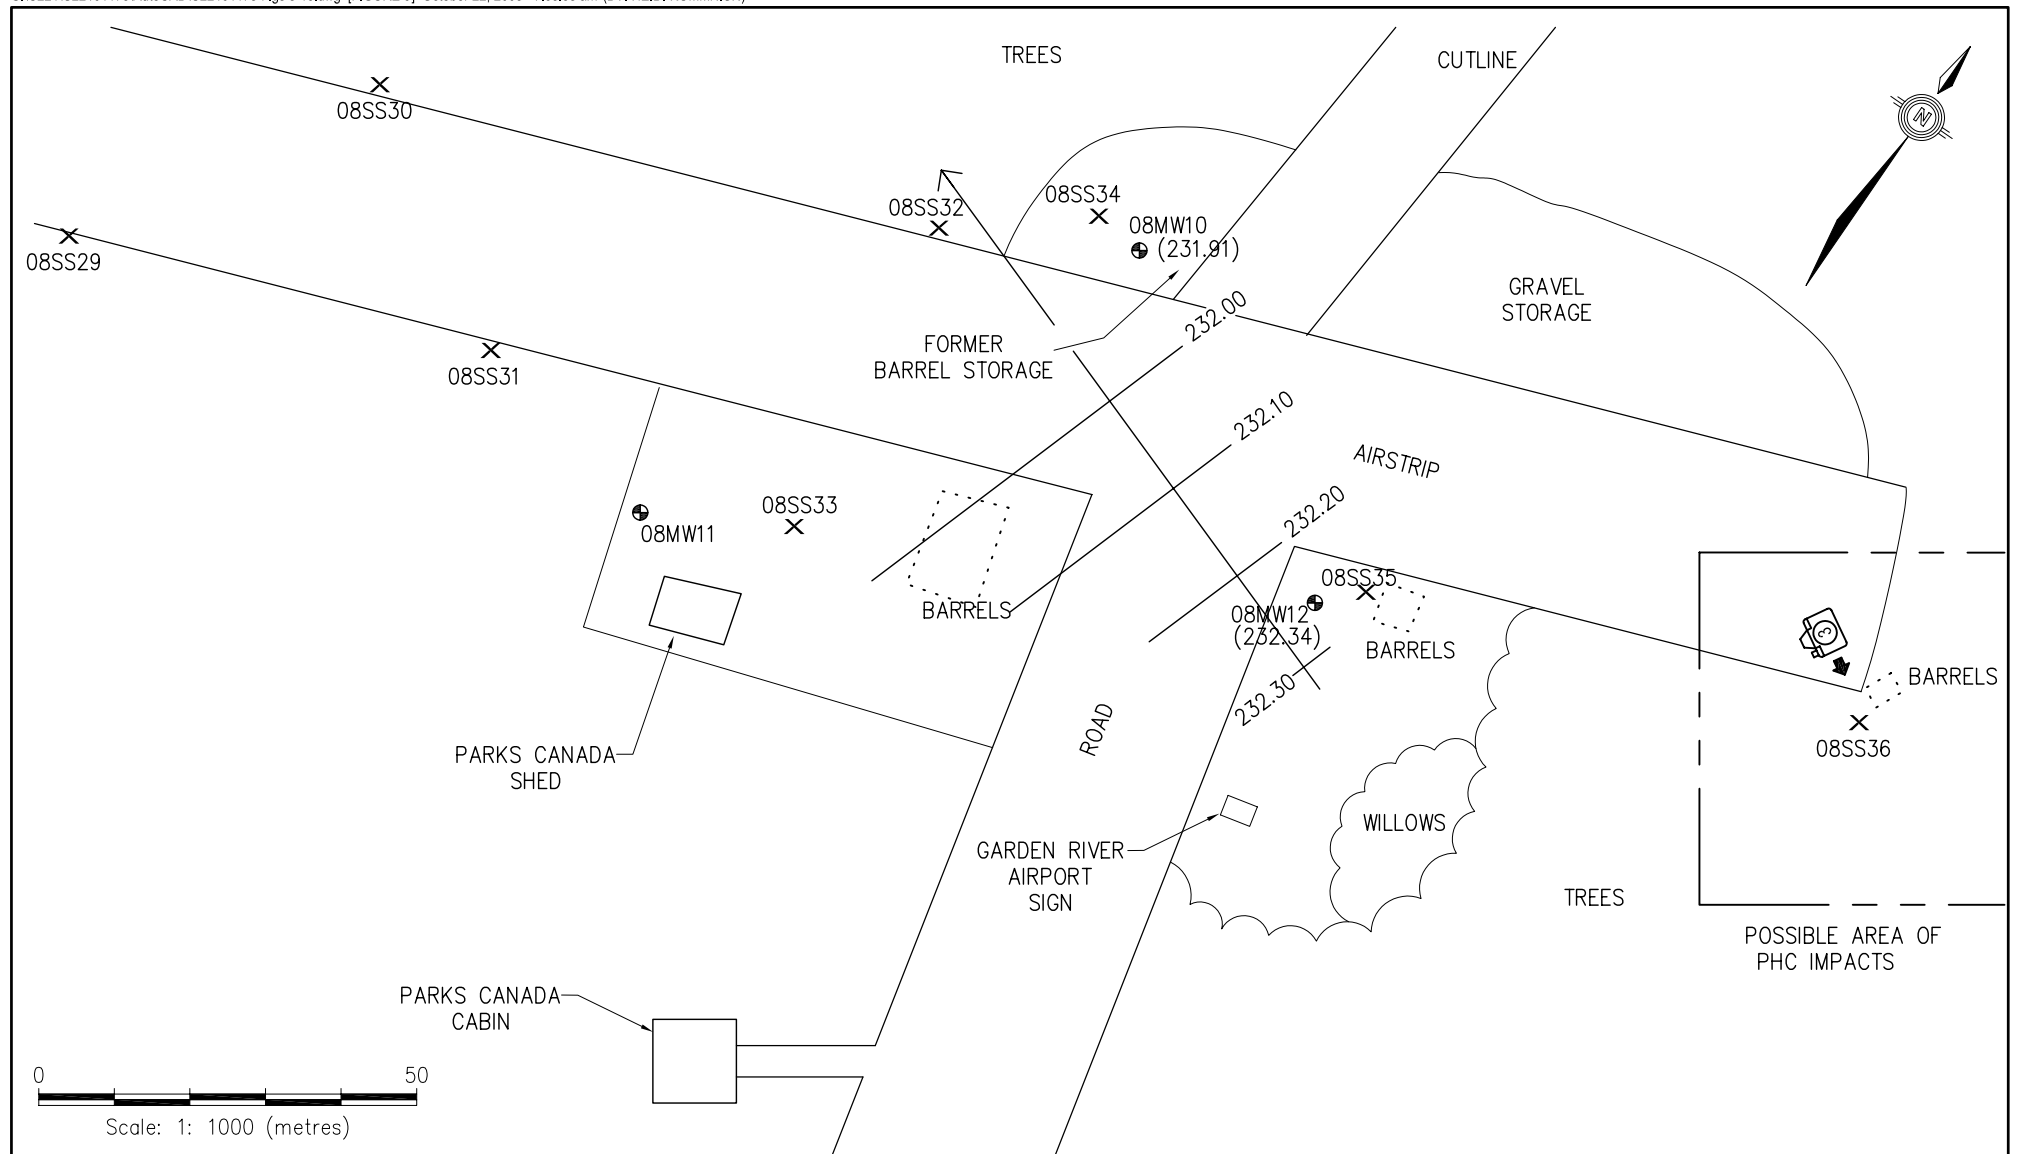 TREES
CUTLINE
N
08SS30
08SS34
08SS32
08MW10
(231.91)
08SS29
GRAVEL
STORAGE
232.00
FORMER
BARREL STORAGE
08SS31
232.10
AIRSTRIP
232.20
08SS33
08MW11
08SS35
BARRELS
08MW12
(232.34)
3
BARRELS
BARRELS
232.30
ROAD
08SS36
PARKS CANADA
SHED
WILLOWS
GARDEN RIVER
AIRPORT
SIGN
TREES
POSSIBLE AREA OF
PHC IMPACTS
PARKS CANADA
CABIN
0 50
Scale: 1: 1000 (metres)